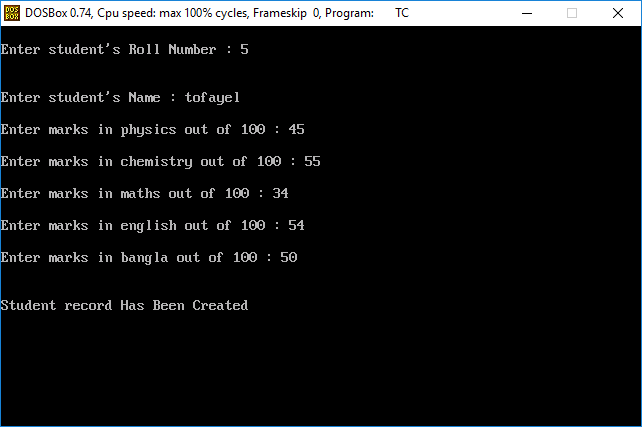 DOSBox 0.74, Cpu speed: max 100% cycles, Frameskip 0, Program: TC
Enter student's Roll Number : 5
Enter student's Name : tofayel
Enter marks in physics out of 100 : 45
Enter marks in chemistry out of 100 : 55
Enter marks in maths out of 100 : 34
Enter marks in english out of 100 : 54
Enter marks in bangla out of 100 : 50
Student record Has Been Created